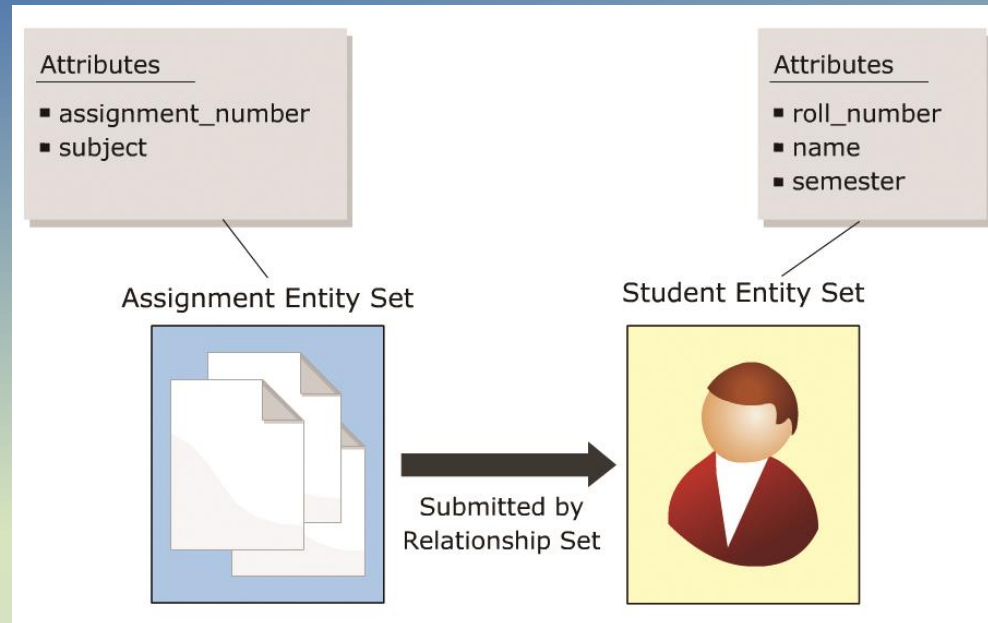 Attributes
▪ assignment_number
▪ subject
Attributes
▪ roll_number
▪ name
▪ semester
Assignment Entity Set
Student Entity Set
Submitted by
Relationship Set